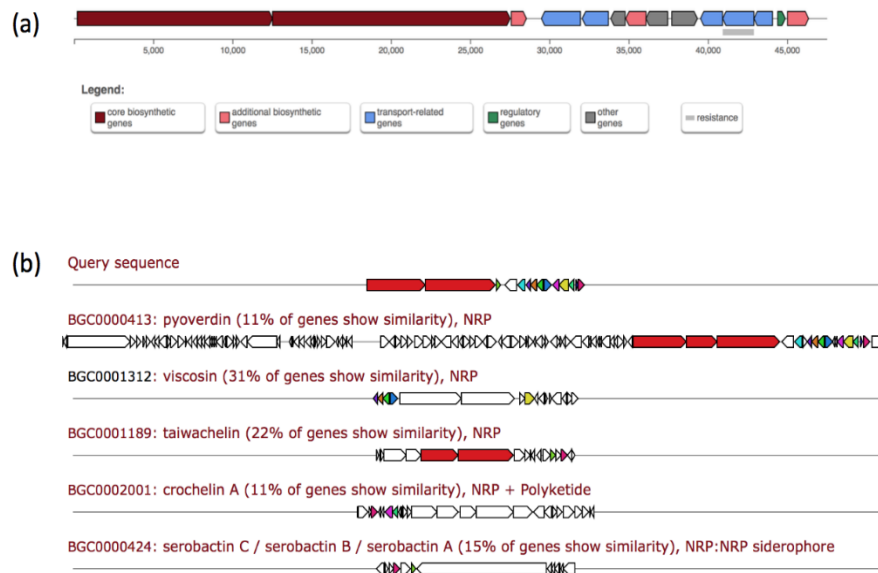 (a)
5,000 10,000 15,000 20,000 25,000 30,000 35,000 40,000 45,000
Legend:
core biosynthetic genes
additional biosynthetic genes
transport-related genes
regulatory genes
other genes
resistance
(b)
Query sequence
BGC0000413: pyoverdin (11% of genes show similarity), NRP
BGC0001312: viscosin (31% of genes show similarity), NRP
BGC0001189: taiwachelin (22% of genes show similarity), NRP
BGC0002001: crochelin A (11% of genes show similarity), NRP + Polyketide
BGC0000424: serobactin C / serobactin B / serobactin A (15% of genes show similarity), NRP:NRP siderophore